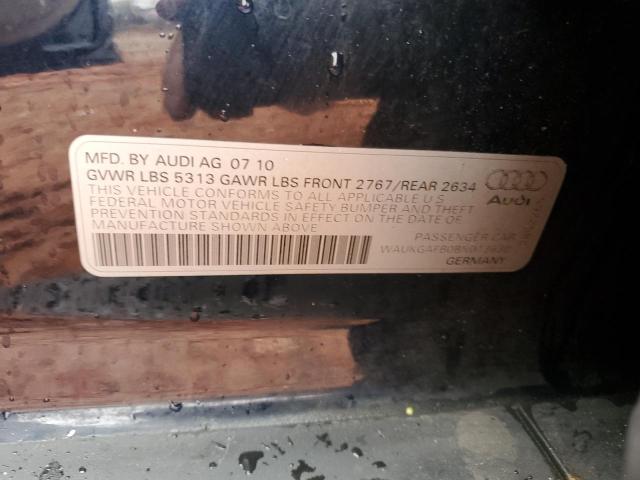 MFD. BY AUDI AG 07 10
GVWR LBS 5313 GAWR LBS FRONT 2767/REAR 2634
THIS VEHICLE CONFORMS TO ALL APPLICABLE U S
FEDERAL MOTOR VEHICLE SAFETY BUMPER AND THEFT
PREVENTION STANDARDS IN EFFECT ON THE DATE OF
MANUFACTURE SHOWN ABOVE
Audi
PASSENGER CAR
GERMANY